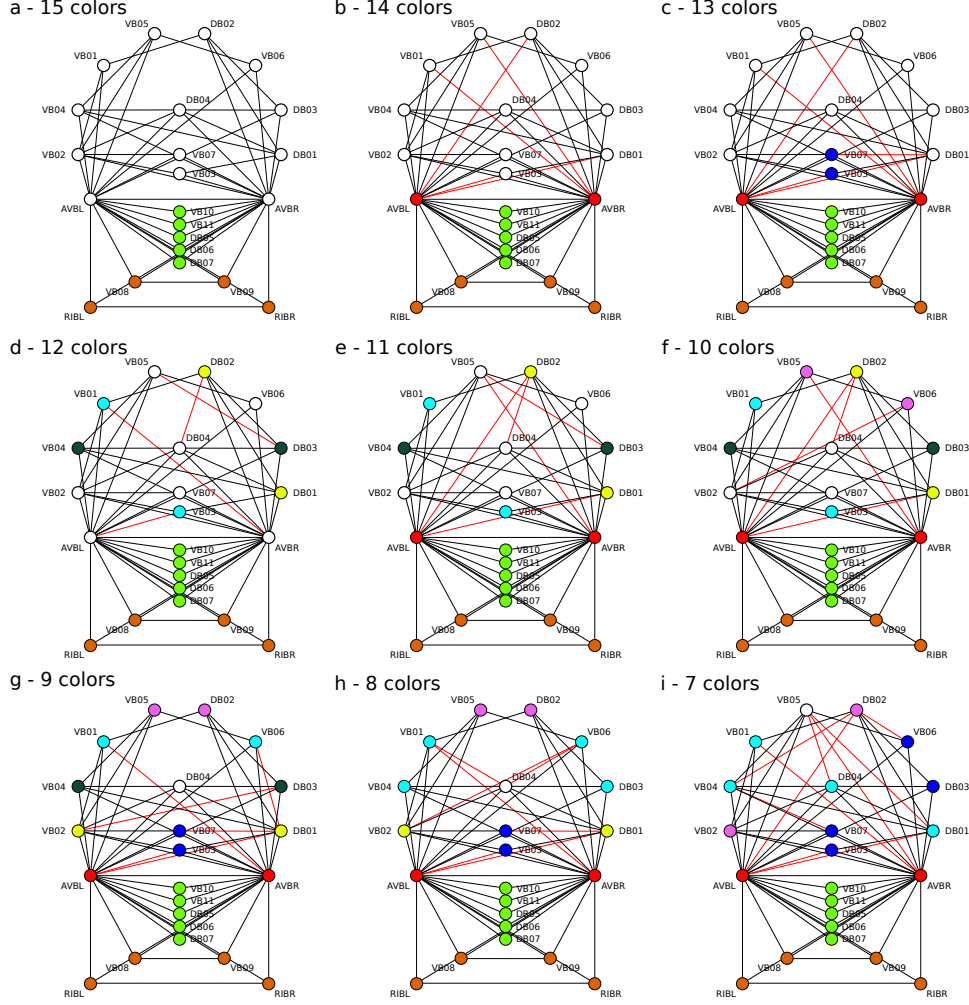 a - 15 colors
b - 14 colors
c - 13 colors
VB05
DB02
VB01
VB06
VB04
DB04
DB03
VB02
VB07
DB01
VB03
AVBL
AVBR
VB10
VB11
DB05
DB06
DB07
VB08
VB09
RIBL
RIBR
VB05
DB02
VB01
VB06
VB04
DB04
DB03
VB02
VB07
DB01
VB03
AVBL
AVBR
VB10
VB11
DB05
DB06
DB07
VB08
VB09
RIBL
RIBR
VB05
DB02
VB01
VB06
VB04
DB04
DB03
VB02
VB07
DB01
VB03
AVBL
AVBR
VB10
VB11
DB05
DB06
DB07
VB08
VB09
RIBL
RIBR
d - 12 colors
e - 11 colors
f - 10 colors
VB05
DB02
VB01
VB06
VB04
DB04
DB03
VB02
VB07
DB01
VB03
AVBL
AVBR
VB10
VB11
DB05
DB06
DB07
VB08
VB09
RIBL
RIBR
VB05
DB02
VB01
VB06
VB04
DB04
DB03
VB02
VB07
DB01
VB03
AVBL
AVBR
VB10
VB11
DB05
DB06
DB07
VB08
VB09
RIBL
RIBR
VB05
DB02
VB01
VB06
VB04
DB04
DB03
VB02
VB07
DB01
VB03
AVBL
AVBR
VB10
VB11
DB05
DB06
DB07
VB08
VB09
RIBL
RIBR
g - 9 colors
h - 8 colors
i - 7 colors
VB05
DB02
VB01
VB06
VB04
DB04
DB03
VB02
VB07
DB01
VB03
AVBL
AVBR
VB10
VB11
DB05
DB06
DB07
VB08
VB09
RIBL
RIBR
VB05
DB02
VB01
VB06
VB04
DB04
DB03
VB02
VB07
DB01
VB03
AVBL
AVBR
VB10
VB11
DB05
DB06
DB07
VB08
VB09
RIBL
RIBR
VB05
DB02
VB01
VB06
VB04
DB04
DB03
VB02
VB07
DB01
VB03
AVBL
AVBR
VB10
VB11
DB05
DB06
DB07
VB08
VB09
RIBL
RIBR